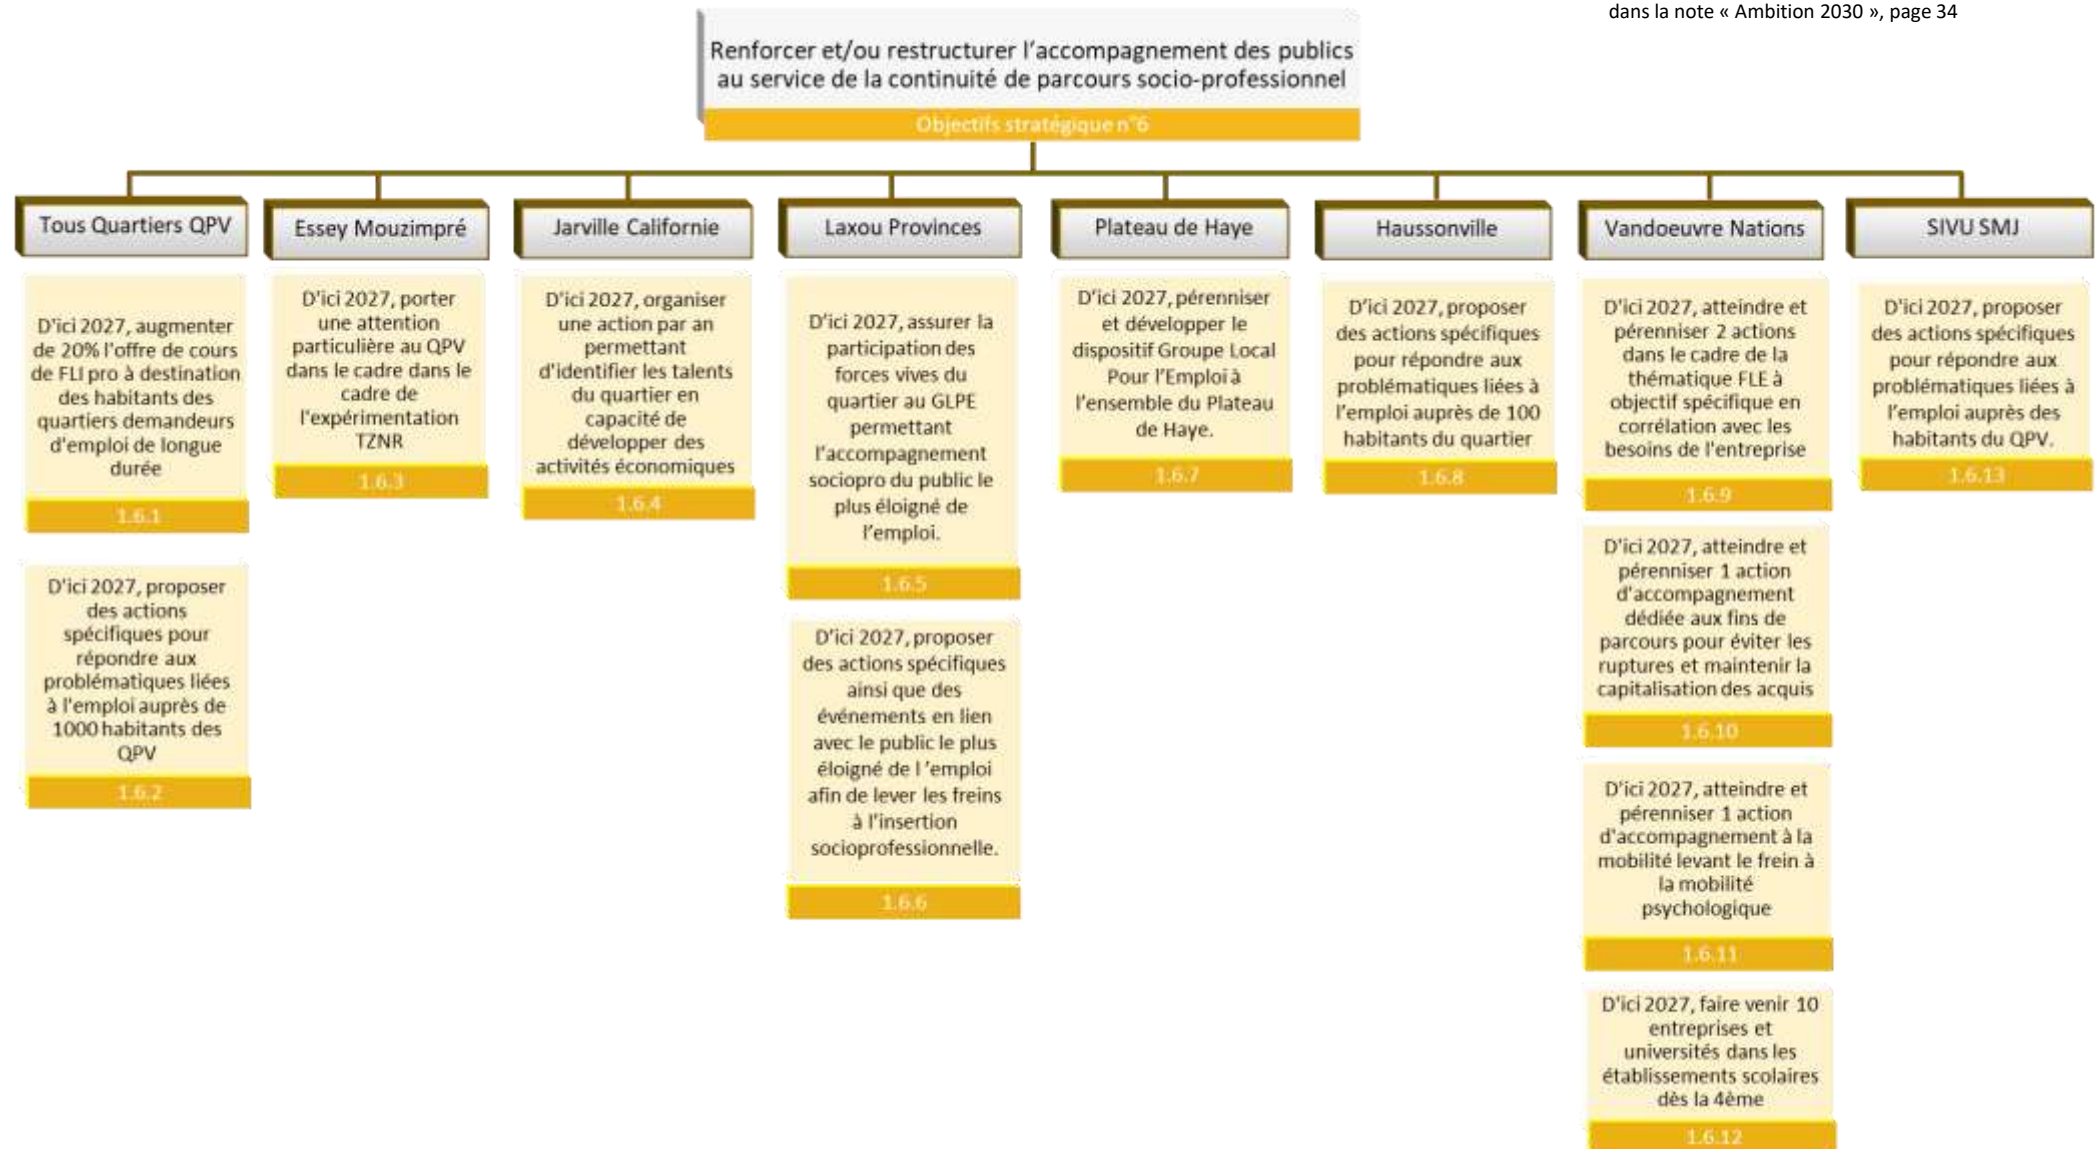 dans la note « Ambition 2030 », page 34
Renforcer et/ou restructurer l'accompagnement des publics
au service de la continuité de parcours socio-professionnel
Objectifs stratégique n°6
Tous Quartiers QPV
D'ici 2027, augmenter
de 20% l'offre de cours
de FLI pro à destination
des habitants des
quartiers demandeurs
d'emploi de longue
durée
1.6.1
D'ici 2027, proposer
des actions
spécifiques pour
répondre aux
problématiques liées
à l'emploi auprès de
1000 habitants des
QPV
1.6.2
Essey Mouzimpré
D'ici 2027, porter
une attention
particulière au QPV
dans le cadre dans le
cadre de
l'expérimentation
TZNR
1.6.3
Jarville Californie
D'ici 2027, organiser
une action par an
permettant
d'identifier les talents
du quartier en
capacité de
développer des
activités économiques
1.6.4
Laxou Provinces
D'ici 2027, assurer la
participation des
forces vives du
quartier au GLPE
permettant
l'accompagnement
sociopro du public le
plus éloigné de
l'emploi.
1.6.5
D'ici 2027, proposer
des actions spécifiques
ainsi que des
événements en lien
avec le public le plus
éloigné de l 'emploi
afin de lever les freins
à l'insertion
socioprofessionnelle.
1.6.6
Plateau de Haye
D'ici 2027, pérenniser
et développer le
dispositif Groupe Local
Pour l'Emploi à
l'ensemble du Plateau
de Haye.
1.6.7
Haussonville
D'ici 2027, proposer
des actions spécifiques
pour répondre aux
problématiques liées à
l'emploi auprès de 100
habitants du quartier
1.6.8
Vandoeuvre Nations
D'ici 2027, atteindre et
pérenniser 2 actions
dans le cadre de la
thématique FLE à
objectif spécifique en
corrélation avec les
besoins de l'entreprise
1.6.9
D'ici 2027, atteindre et
pérenniser 1 action
d'accompagnement
dédiée aux fins de
parcours pour éviter les
ruptures et maintenir la
capitalisation des acquis
1.6.10
D'ici 2027, atteindre et
pérenniser 1 action
d'accompagnement à la
mobilité levant le frein à
la mobilité
psychologique
1.6.11
D'ici 2027, faire venir 10
entreprises et
universités dans les
établissements scolaires
dès la 4ème
1.6.12
SIVU SMJ
D'ici 2027, proposer
des actions spécifiques
pour répondre aux
problématiques liées à
l'emploi auprès des
habitants du QPV.
1.6.13